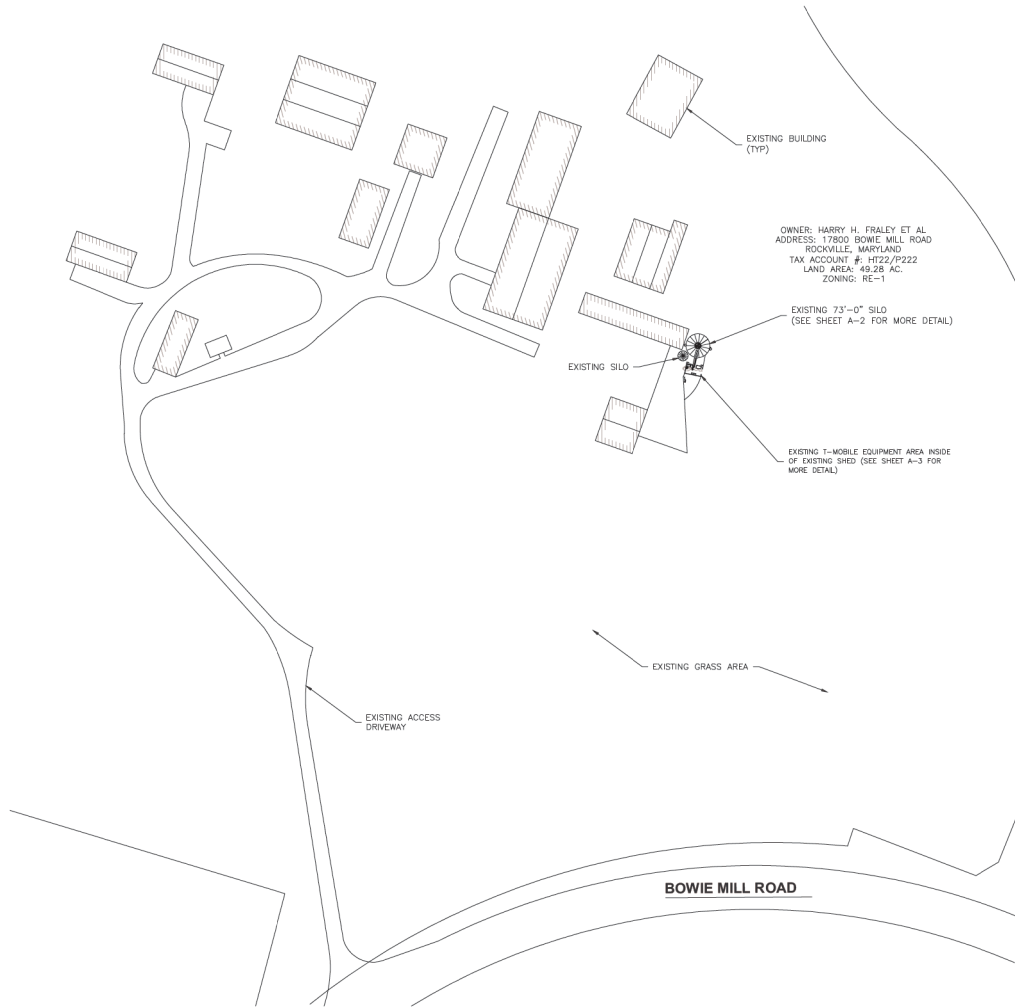 EXISTING BUILDING
(TYP)
OWNER: HARRY H. FRALEY ET AL
ADDRESS: 17800 BOWIE MILL ROAD
ROCKVILLE, MARYLAND
TAX ACCOUNT #: HT22/P222
LAND AREA: 49.28 AC.
ZONING: RE-1
EXISTING 73'-0" SILO
(SEE SHEET A-2 FOR MORE DETAIL)
EXISTING SILO
EXISTING T-MOBILE EQUIPMENT AREA INSIDE
OF EXISTING SHED (SEE SHEET A-3 FOR
MORE DETAIL)
EXISTING GRASS AREA
EXISTING ACCESS
DRIVEWAY
BOWIE MILL ROAD